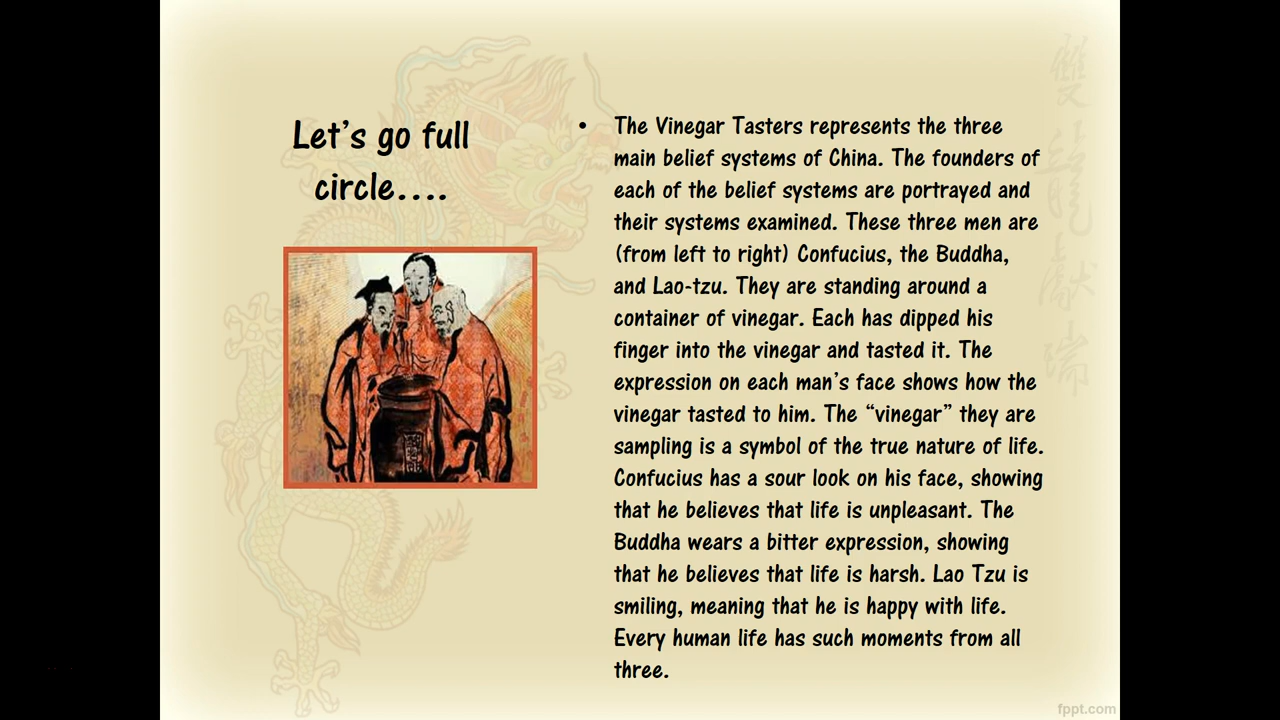 Let's go full
circle....
• The Vinegar Tasters represents the three
main belief systems of China. The founders of
each of the belief systems are portrayed and
their systems examined. These three men are
(from left to right) Confucius, the Buddha,
and Lao-tzu. They are standing around a
container of vinegar. Each has dipped his
finger into the vinegar and tasted it. The
expression on each man's face shows how the
vinegar tasted to him. The “vinegar” they are
sampling is a symbol of the true nature of life.
Confucius has a sour look on his face, showing
that he believes that life is unpleasant. The
Buddha wears a bitter expression, showing
that he believes that life is harsh. Lao Tzu is
smiling, meaning that he is happy with life.
Every human life has such moments from all
three.
雙
龍
獻
瑞
fppt.com